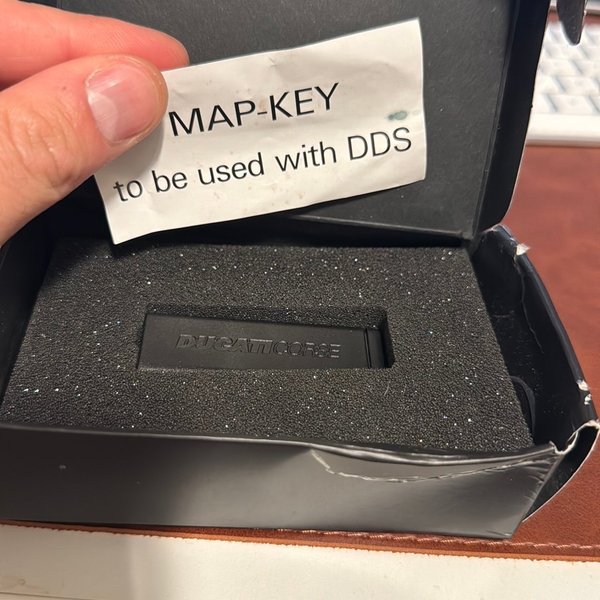 MAP-KEY
to be used with DDS
DUCATICORSE